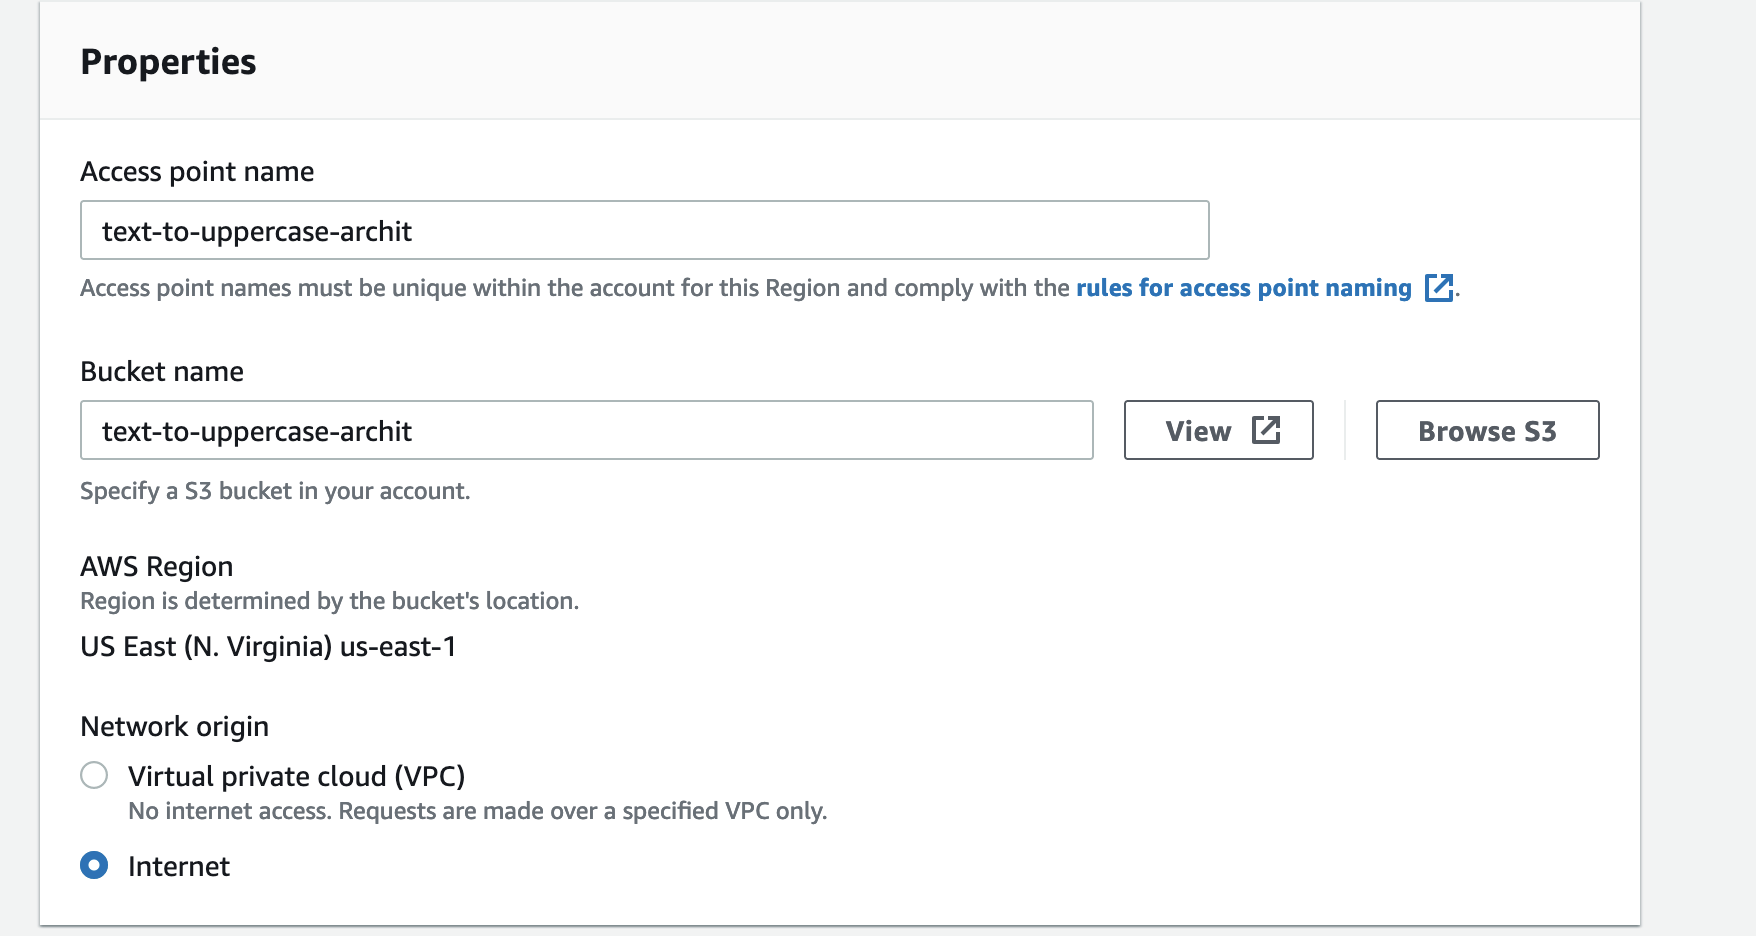 Properties
Access point name
text-to-uppercase-archit
Access point names must be unique within the account for this Region and comply with the rules for access point naming.
Bucket name
text-to-uppercase-archit
View
Browse S3
Specify a S3 bucket in your account.
AWS Region
Region is determined by the bucket's location.
US East (N. Virginia) us-east-1
Network origin
Virtual private cloud (VPC)
No internet access. Requests are made over a specified VPC only.
Internet